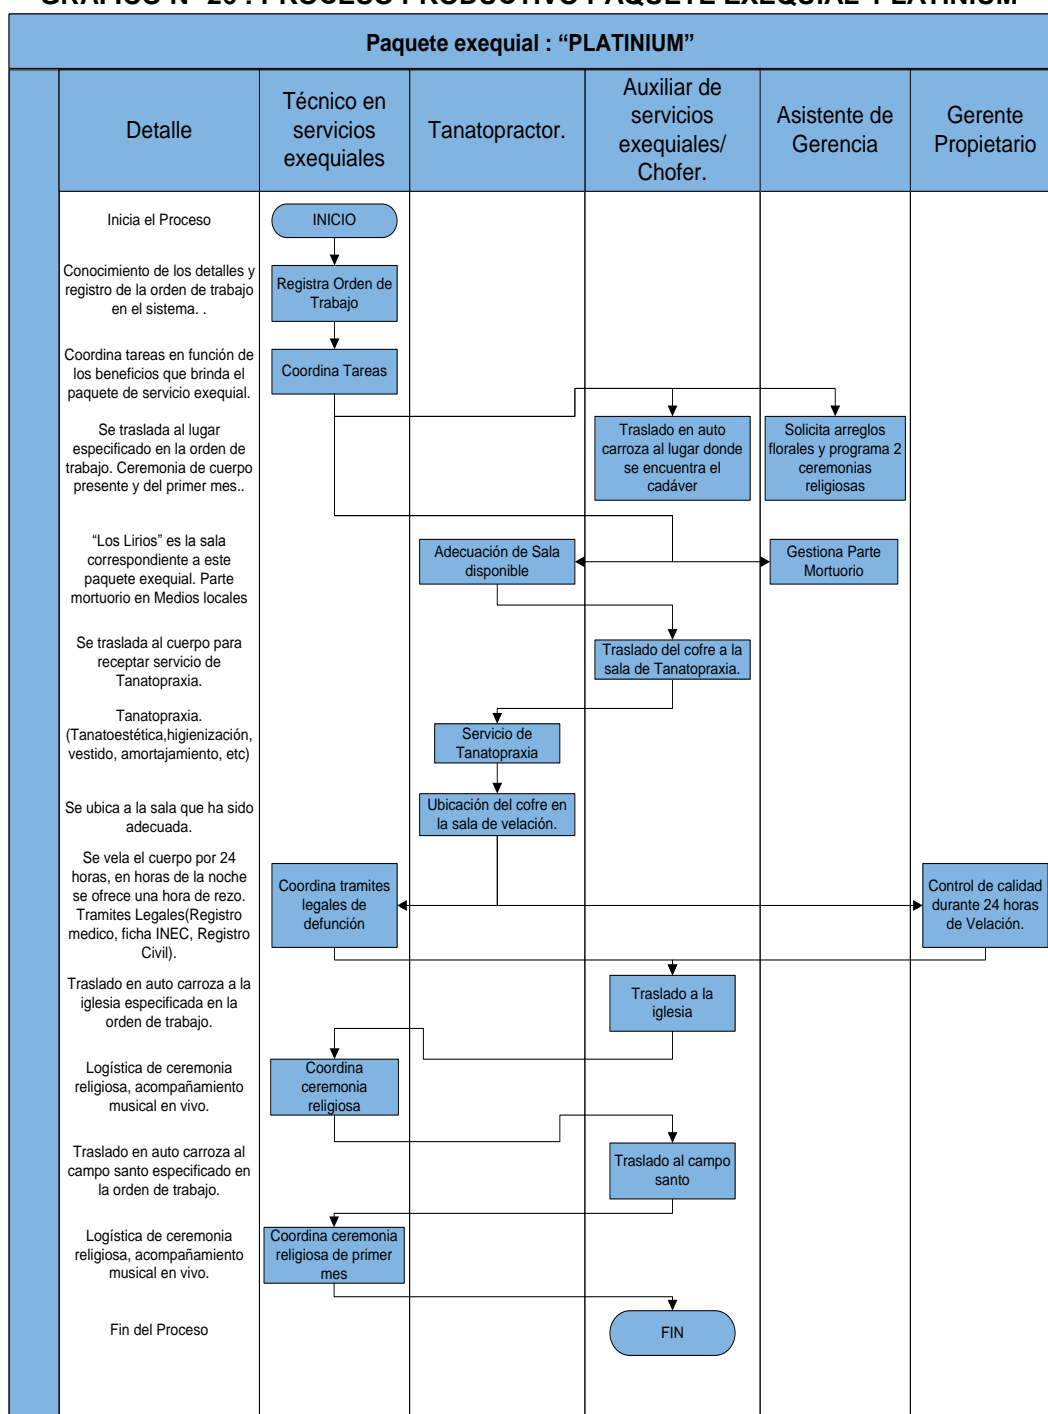 GRÁFICO Nº 26 : PROCESO PRODUCTIVO PAQUETE EXEQUIAL "PLATINIUM"
Paquete exequial : “PLATINIUM”
Detalle
Técnico en
servicios
exequiales
Tanatopractor.
Auxiliar de
servicios
exequiales/
Chofer.
Asistente de
Gerencia
Gerente
Propietario
Inicia el Proceso
INICIO
Conocimiento de los detalles y
registro de la orden de trabajo
en el sistema. .
Registra Orden de
Trabajo
Coordina tareas en función de
los beneficios que brinda el
paquete de servicio exequial.
Coordina Tareas
Se traslada al lugar
especificado en la orden de
trabajo. Ceremonia de cuerpo
presente y del primer mes..
Traslado en auto
carroza al lugar donde
se encuentra el
cadáver
Solicita arreglos
florales y programa 2
ceremonias
religiosas
“Los Lirios” es la sala
correspondiente a este
paquete exequial. Parte
mortuorio en Medios locales
Adecuación de Sala
disponible
Gestiona Parte
Mortuorio
Se traslada al cuerpo para
receptar servicio de
Tanatopraxia.
Traslado del cofre a la
sala de Tanatopraxia.
Tanatopraxia.
(Tanatoestética,higienización,
vestido, amortajamiento, etc)
Servicio de
Tanatopraxia
Se ubica a la sala que ha sido
adecuada.
Ubicación del cofre en
la sala de velación.
Se vela el cuerpo por 24
horas, en horas de la noche
se ofrece una hora de rezo.
Tramites Legales(Registro
medico, ficha INEC, Registro
Civil).
Coordina tramites
legales de
defunción
Control de calidad
durante 24 horas
de Velación.
Traslado en auto carroza a la
iglesia especificada en la
orden de trabajo.
Traslado a la
iglesia
Logística de ceremonia
religiosa, acompañamiento
musical en vivo.
Coordina
ceremonia
religiosa
Traslado en auto carroza al
campo santo especificado en
la orden de trabajo.
Traslado al campo
santo
Logística de ceremonia
religiosa, acompañamiento
musical en vivo.
Coordina ceremonia
religiosa de primer
mes
Fin del Proceso
FIN